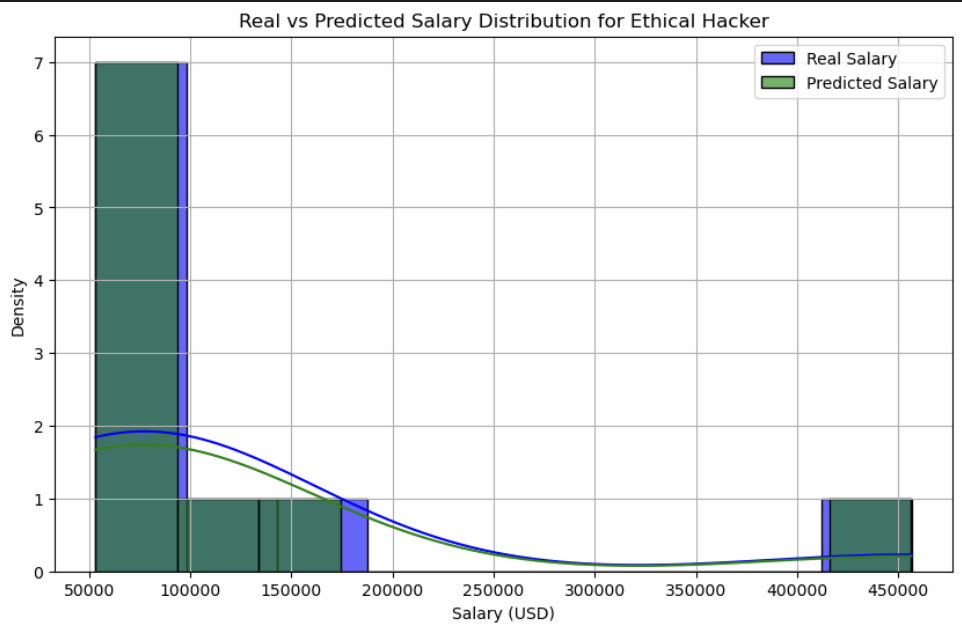 Real vs Predicted Salary Distribution for Ethical Hacker
Real Salary
Predicted Salary
Density
7
6
5
4
3
2
1
0
50000 100000 150000 200000 250000 300000 350000 400000 450000
Salary (USD)